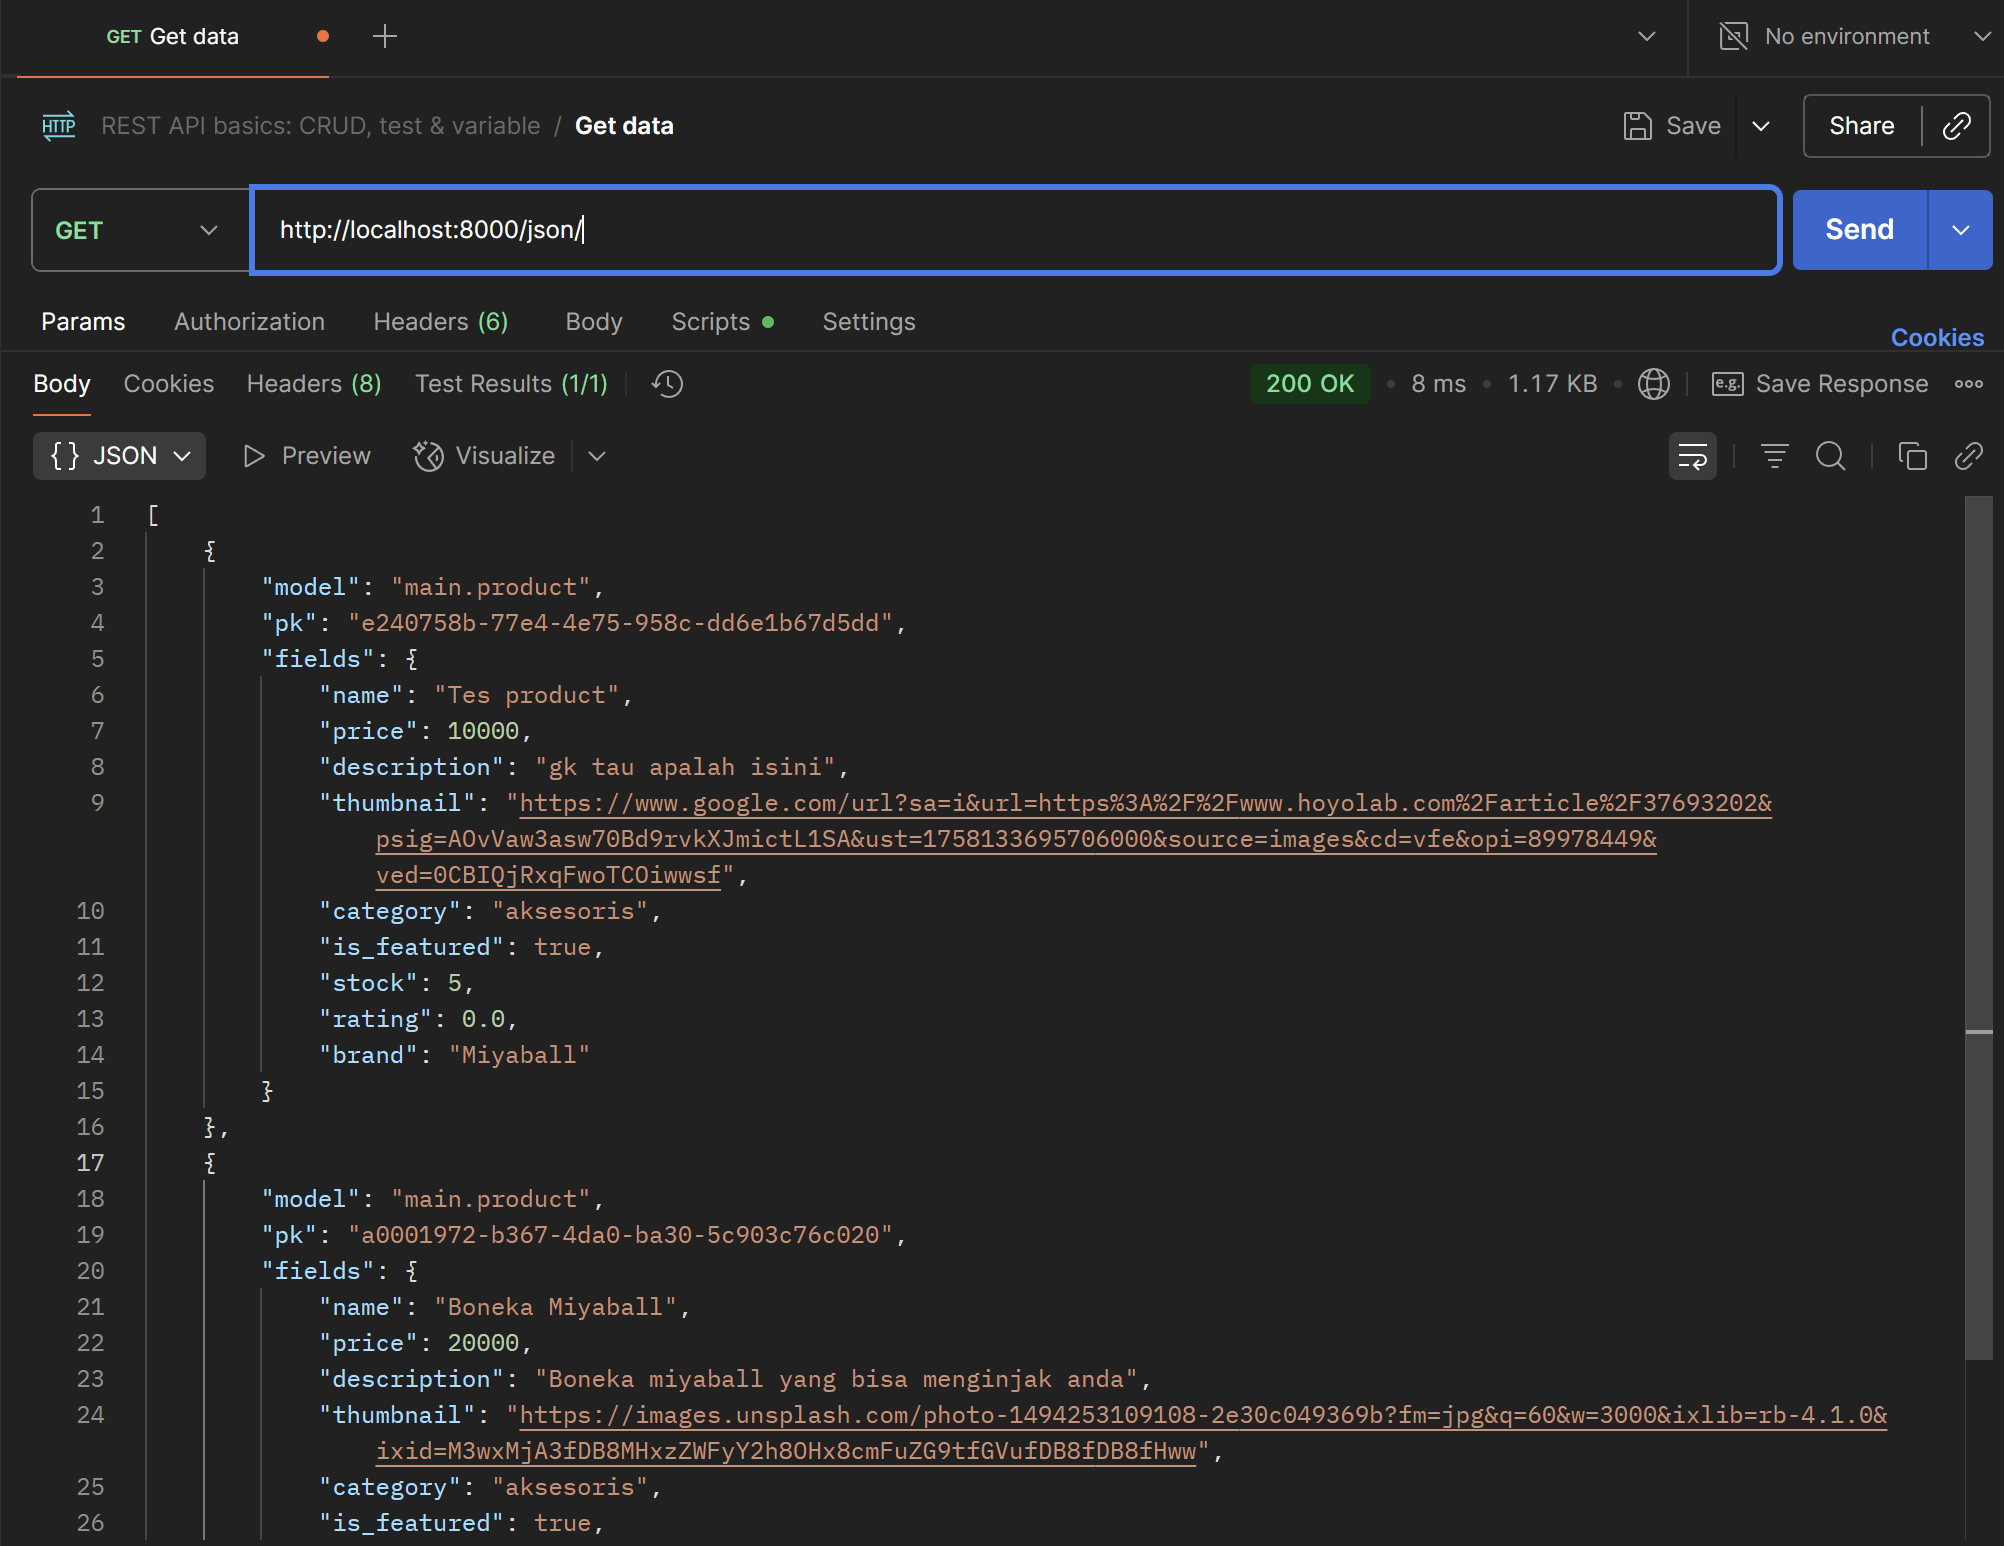 GET Get data
No environment
HTTP REST API basics: CRUD, test & variable / Get data
Save
Share
GET
http://localhost:8000/json/
Send
Params Authorization Headers (6) Body Scripts Settings
Cookies
Body Cookies Headers (8) Test Results (1/1)
200 OK • 8 ms • 1.17 KB • e.g. Save Response
{} JSON Preview Visualize
1 [
2 {
3 "model": "main.product",
4 "pk": "e240758b-77e4-4e75-958c-dd6e1b67d5dd",
5 "fields": {
6 "name": "Tes product",
7 "price": 10000,
8 "description": "gk tau apalah isini",
9 "thumbnail": "https://www.google.com/url?sa=i&url=https%3A%2F%2Fwww.hoyolab.com%2Farticle%2F37693202&
psig=AOvVaw3asw70Bd9rvkXJmictL1SA&ust=1758133695706000&source=images&cd=vfe&opi=89978449&
ved=0CBIQjRxqFwoTCOiwwsf",
10 "category": "aksesoris",
11 "is_featured": true,
12 "stock": 5,
13 "rating": 0.0,
14 "brand": "Miyaball"
15 }
16 },
17 {
18 "model": "main.product",
19 "pk": "a0001972-b367-4da0-ba30-5c903c76c020",
20 "fields": {
21 "name": "Boneka Miyaball",
22 "price": 20000,
23 "description": "Boneka miyaball yang bisa menginjak anda",
24 "thumbnail": "https://images.unsplash.com/photo-1494253109108-2e30c049369b?fm=jpg&q=60&w=3000&ixlib=rb-4.1.0&
ixid=M3wxMjA3fDB8MHxzZWFyY2h8OHx8cmFuZG9tfGVufDB8fDB8fHww",
25 "category": "aksesoris",
26 "is_featured": true,